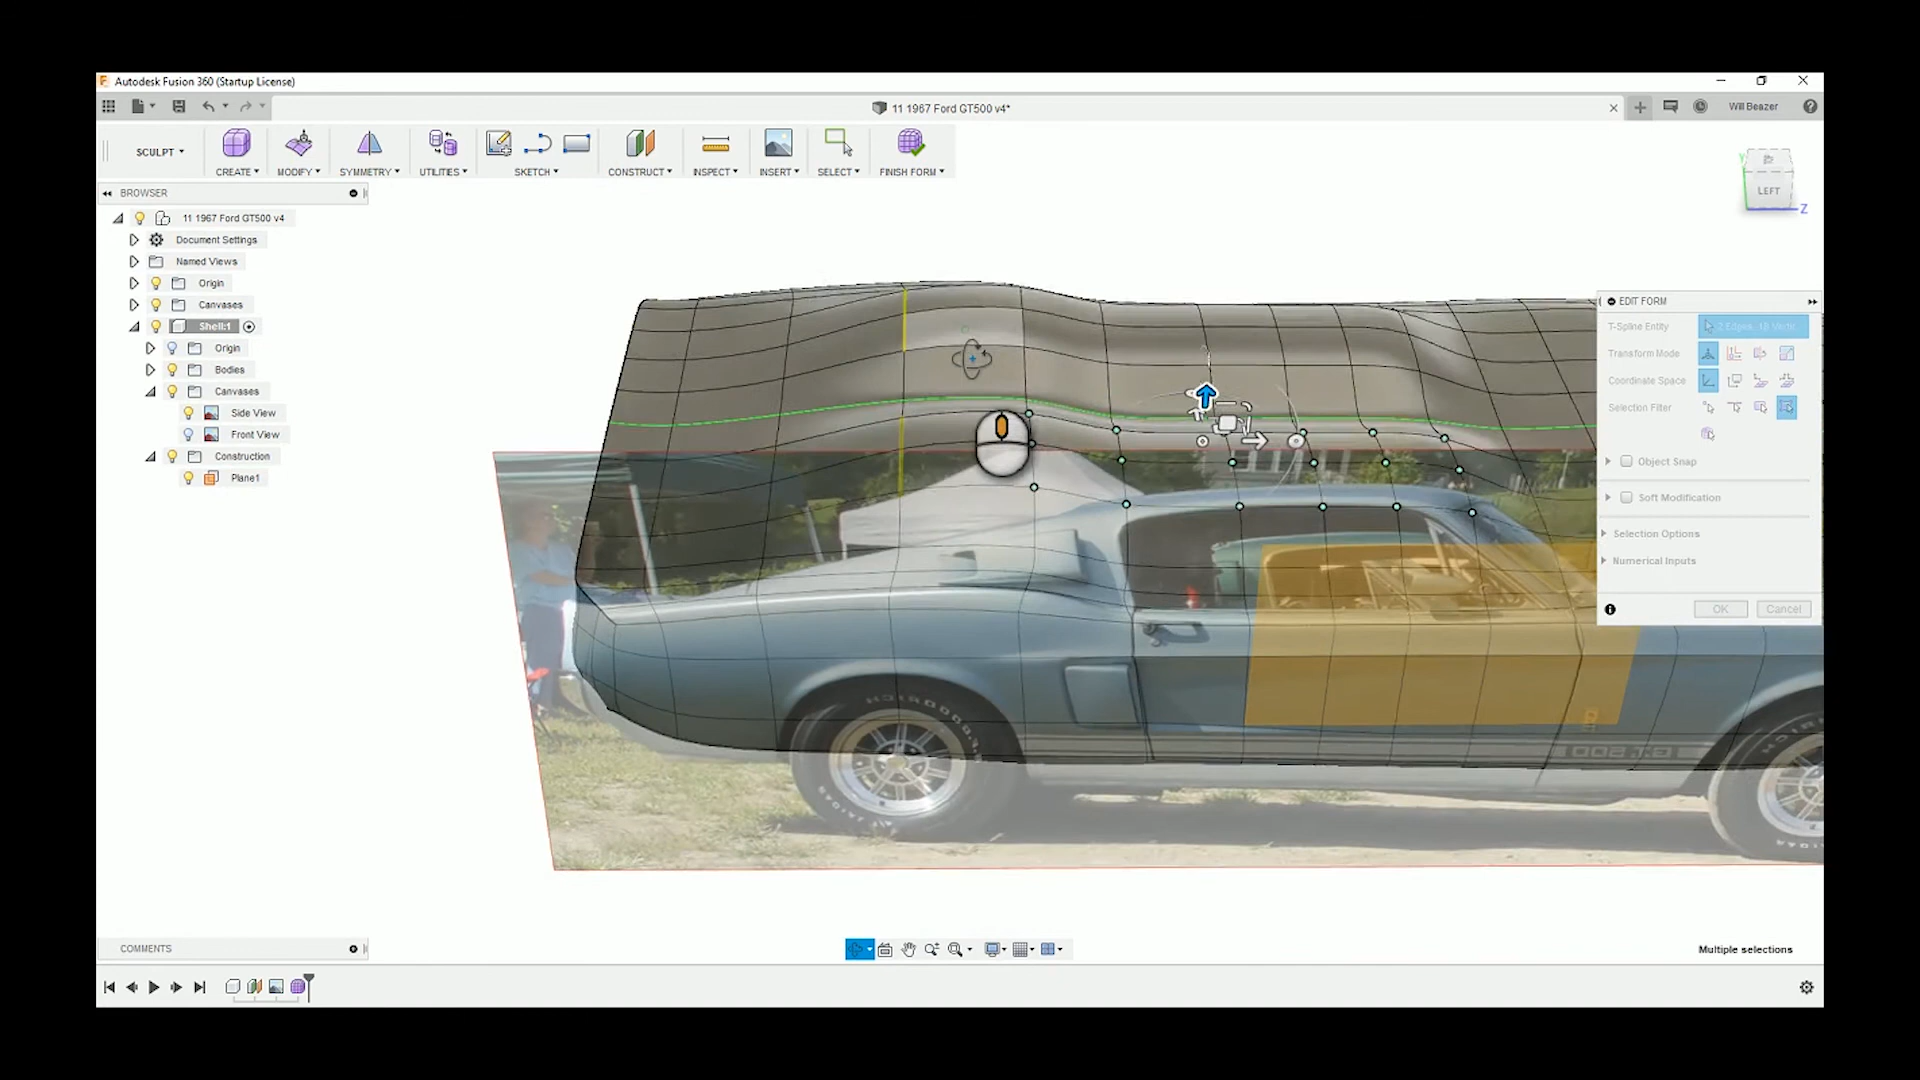 Autodesk Fusion 360 (Startup License)
11 1967 Ford GT500 v4*
Will Beazer
SCULPT
CREATE
MODIFY
SYMMETRY
UTILITIES
SKETCH
CONSTRUCT
INSPECT
INSERT
SELECT
FINISH FORM
Y
LEFT
Z
BROWSER
11 1967 Ford GT500 v4
Document Settings
Named Views
Origin
Canvases
Shell:1
Origin
Bodies
Canvases
Side View
Front View
Construction
Plane1
EDIT FORM
T-Spline Entity
Transform Mode
Coordinate Space
Selection Filter
Object Snap
Soft Modification
Selection Options
Numerical Inputs
OK
Cancel
COMMENTS
Multiple selections